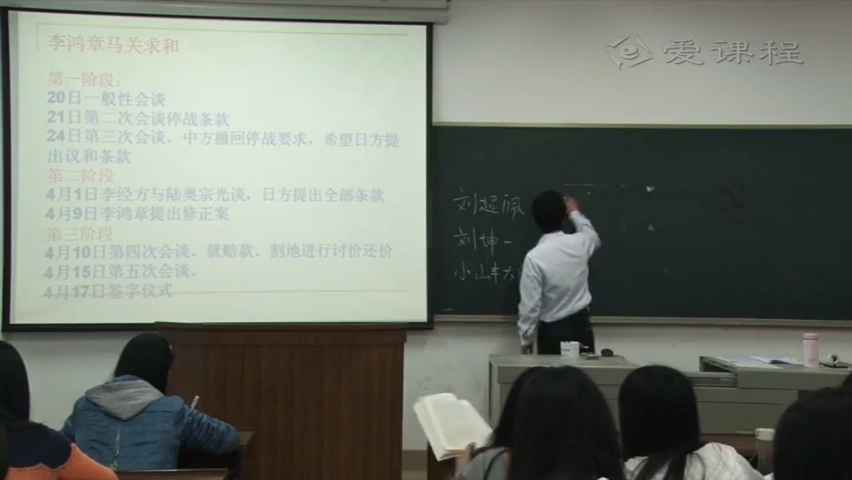 李鸿章马关求和
第一阶段：
20日一般性会谈
21日第二次会谈停战条款
24日第三次会谈，中方撤回停战要求，希望日方提
出议和条款
第二阶段
4月1日李经方与陆奥宗光谈，日方提出全部条款
4月9日李鸿章提出修正案
第三阶段
4月10日第四次会谈，就赔款、割地进行讨价还价
4月15日第五次会谈。
4月17日签字仪式
爱课程
刘坤一